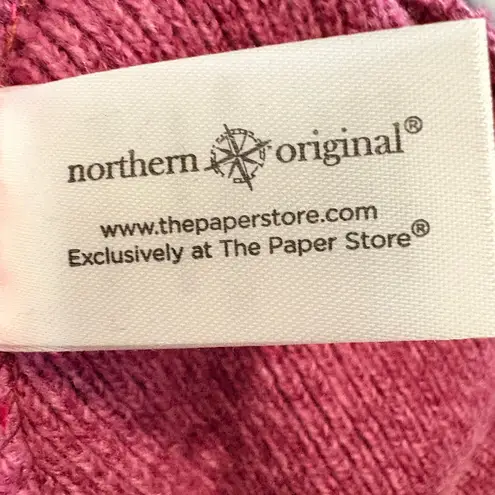 northern original®
www.thepaperstore.com
Exclusively at The Paper Store®